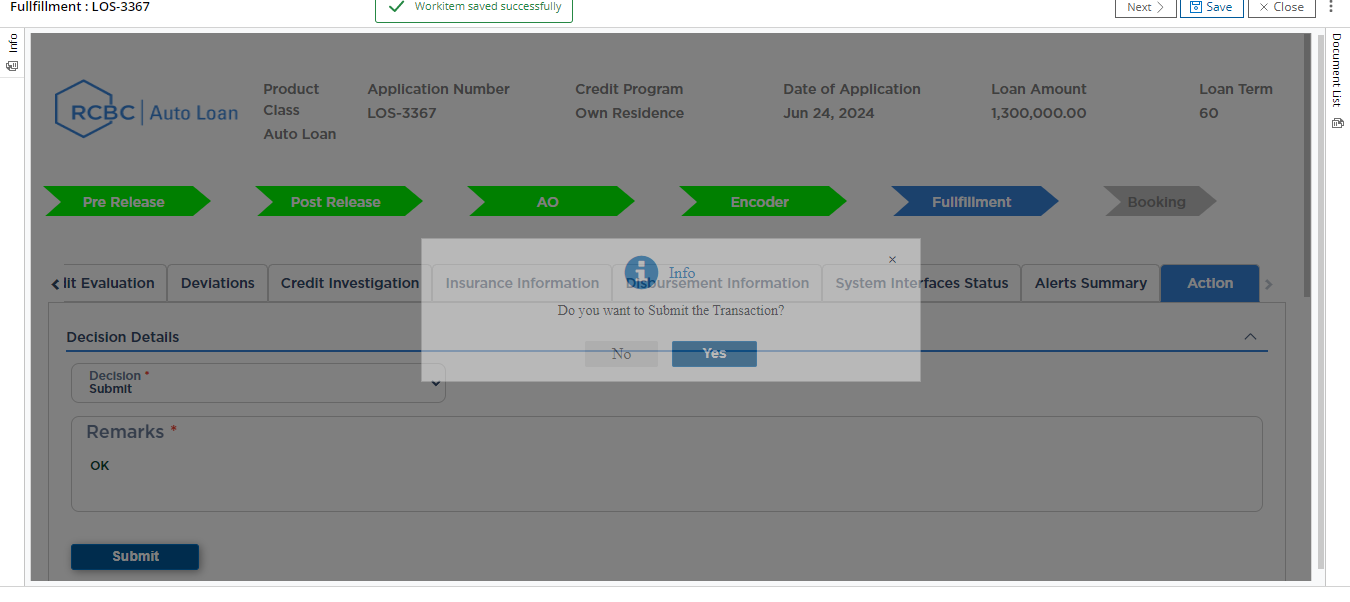 Fullfillment : LOS-3367
Workitem saved successfully
Next
Save
Close
Info
Document List
RCBC | Auto Loan
Product Class
Auto Loan
Application Number
LOS-3367
Credit Program
Own Residence
Date of Application
Jun 24, 2024
Loan Amount
1,300,000.00
Loan Term
60
Pre Release
Post Release
AO
Encoder
Fullfillment
Booking
dit Evaluation
Deviations
Credit Investigation
Insurance Information
Disbursement Information
System Interfaces Status
Alerts Summary
Action
Info
Do you want to Submit the Transaction?
No
Yes
Decision Details
Decision *
Submit
Remarks *
OK
Submit